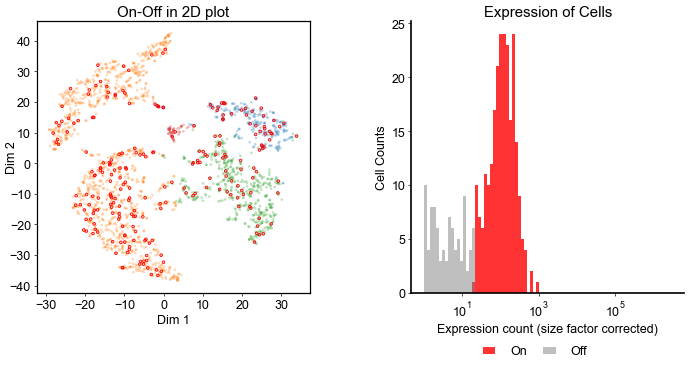 On-Off in 2D plot
Dim 2
40
30
20
10
0
−10
−20
−30
−40
−30 −20 −10 0 10 20 30
Dim 1
Expression of Cells
Cell Counts
25
20
15
10
5
0
10^1 10^3 10^5
Expression count (size factor corrected)
On Off